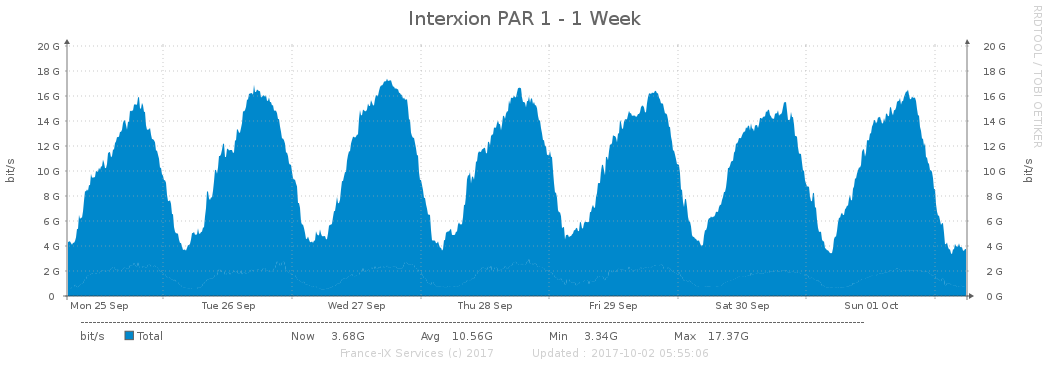 Interxion PAR 1 - 1 Week
RRDTOOL / TOBI OETIKER
20 G 20 G
18 G 18 G
16 G 16 G
14 G 14 G
12 G 12 G
10 G 10 G
8 G 8 G
6 G 6 G
4 G 4 G
2 G 2 G
0 0 G
bit/s bit/s
Mon 25 Sep Tue 26 Sep Wed 27 Sep Thu 28 Sep Fri 29 Sep Sat 30 Sep Sun 01 Oct
bit/s Total Now 3.68G Avg 10.56G Min 3.34G Max 17.37G
France-IX Services (c) 2017 Updated : 2017-10-02 05:55:06